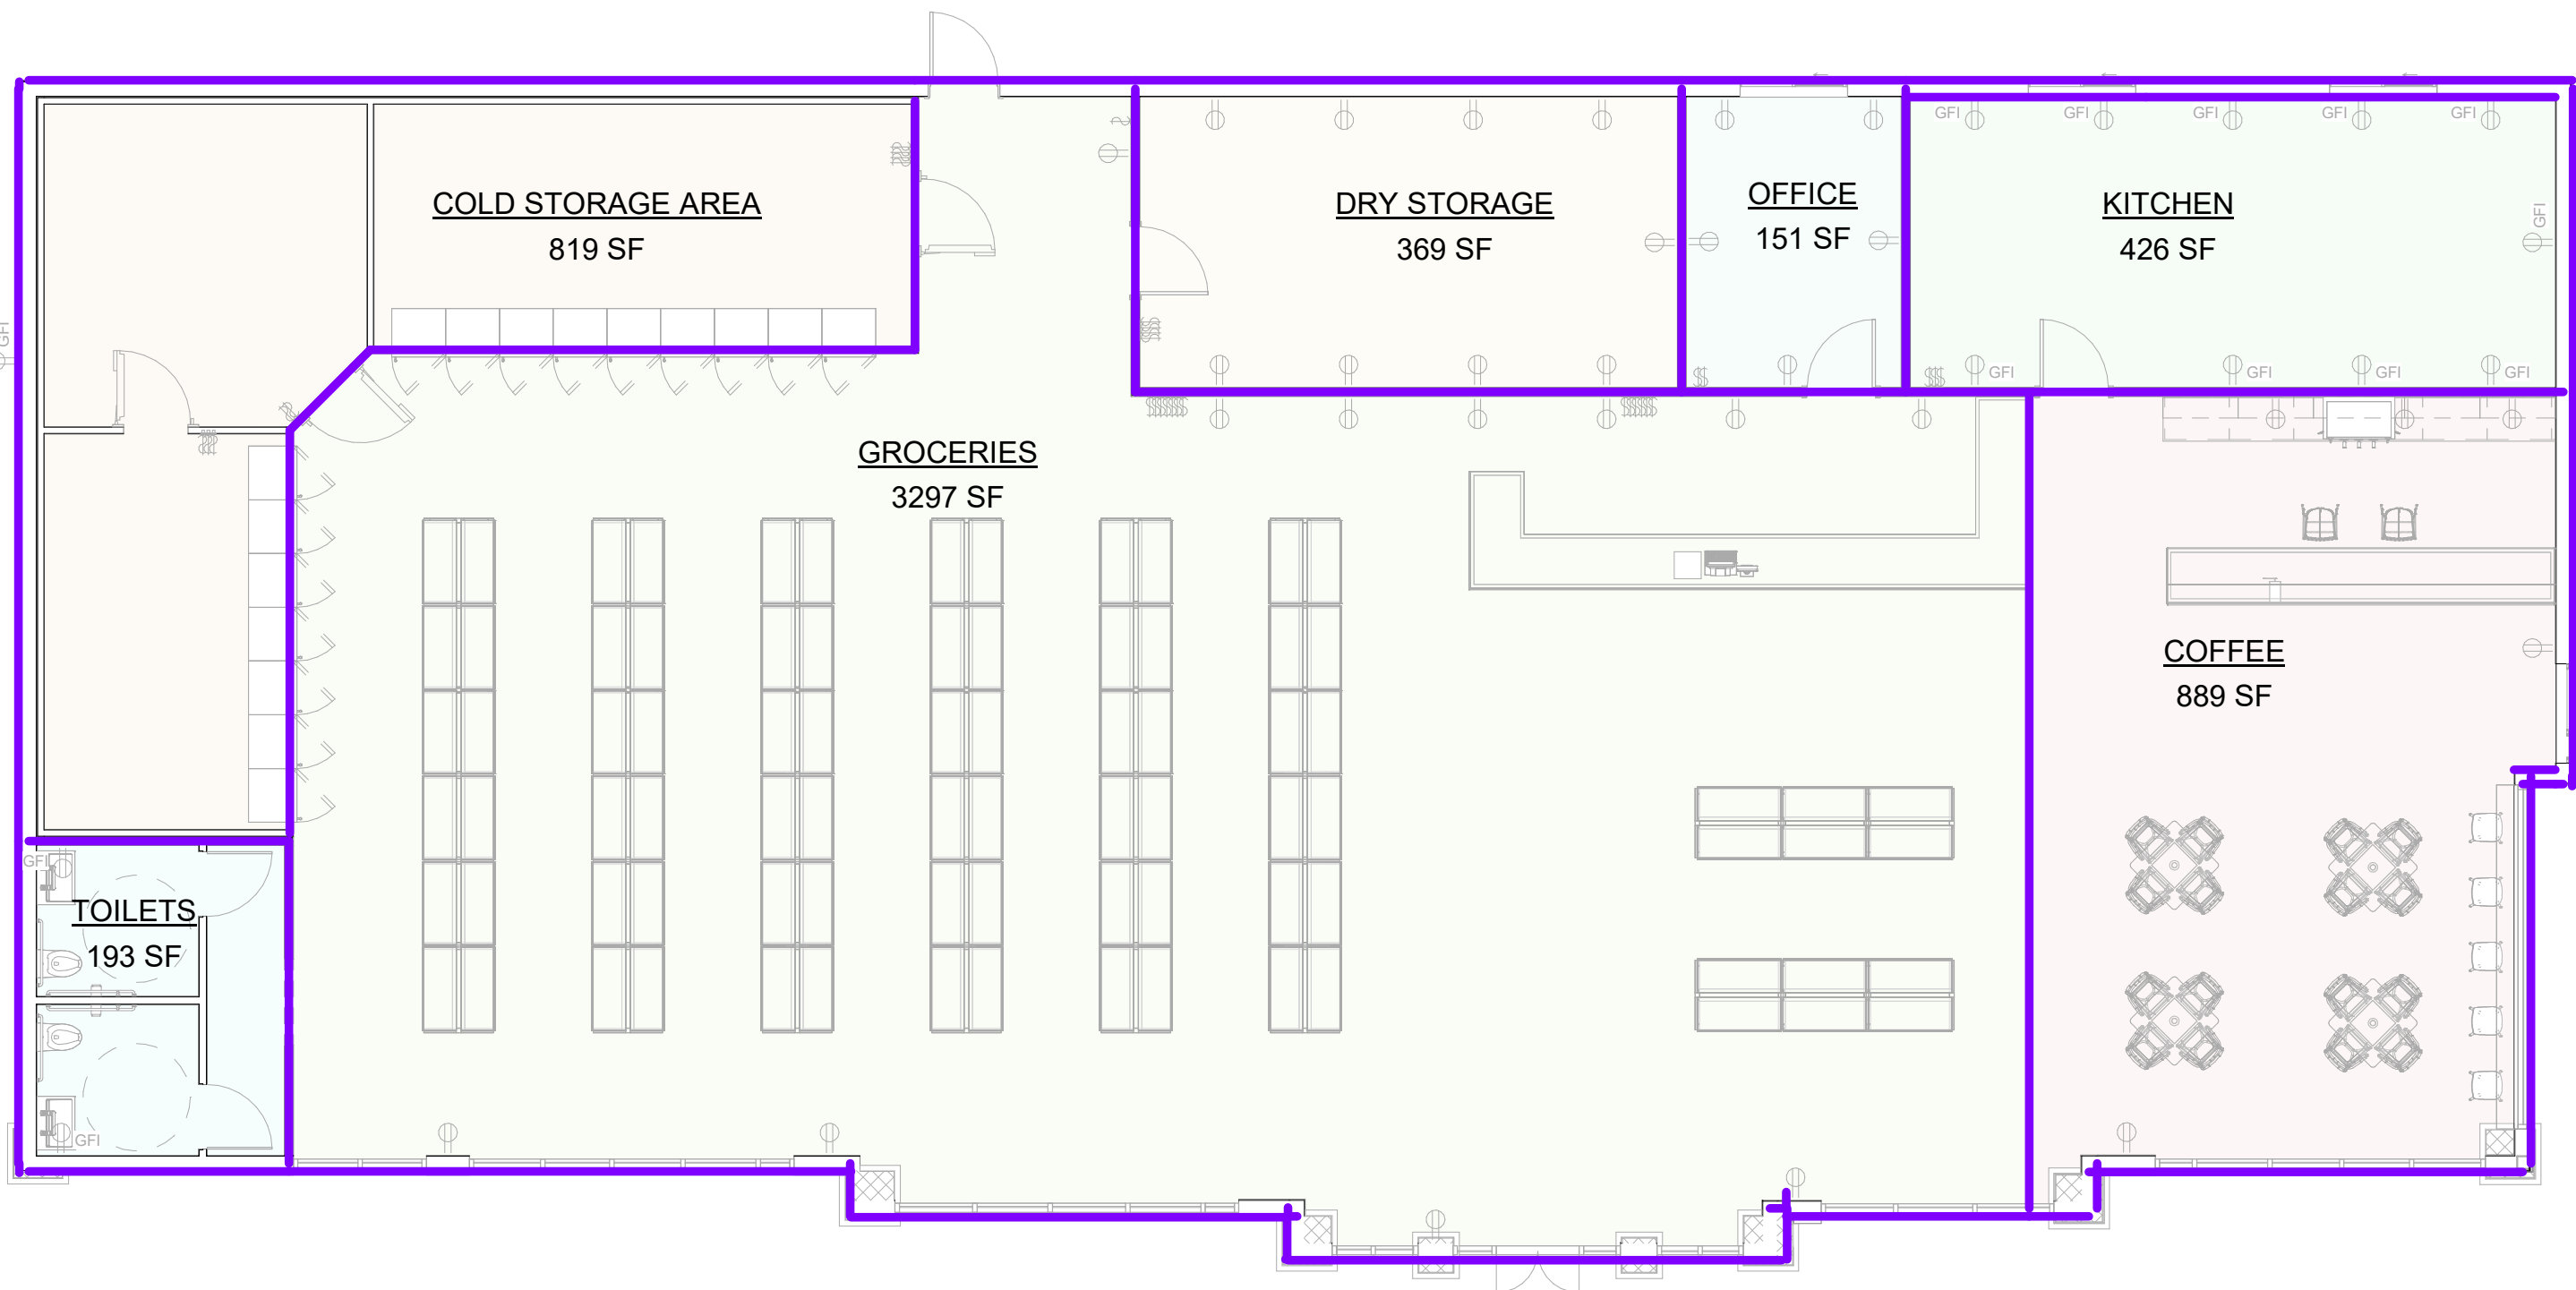 GFI GFI GFI GFI GFI
COLD STORAGE AREA
819 SF
DRY STORAGE
369 SF
OFFICE
151 SF
KITCHEN
426 SF
GFI
GFI
GFI GFI GFI GFI
GROCERIES
3297 SF
COFFEE
889 SF
GFI
TOILETS
193 SF
GFI